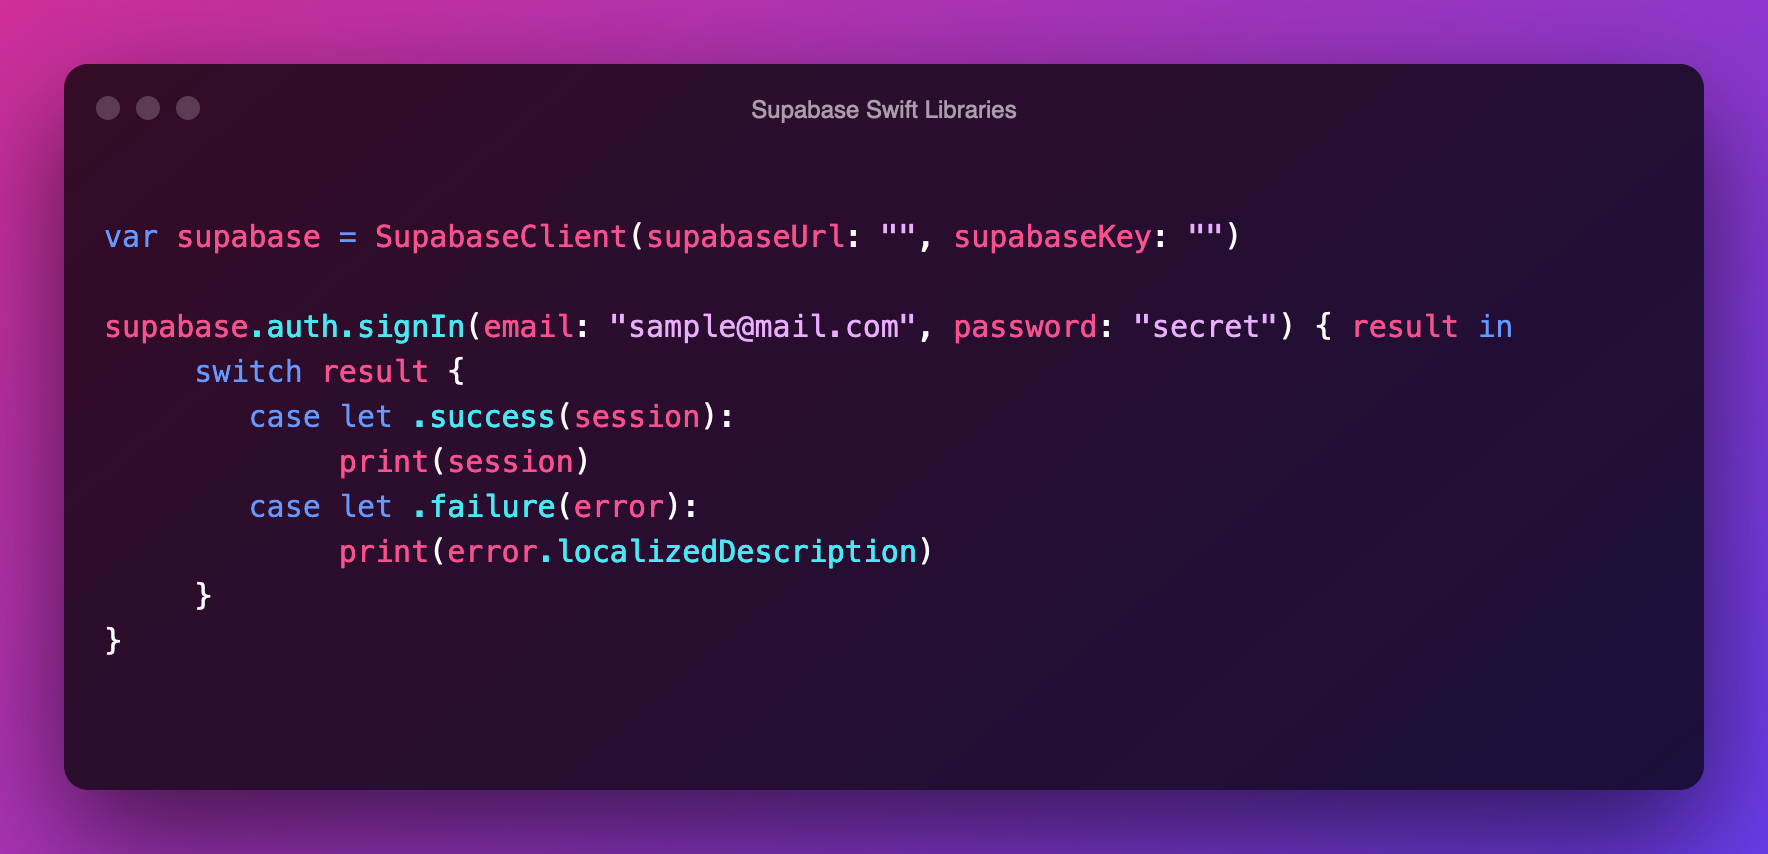 Supabase Swift Libraries
var supabase = SupabaseClient(supabaseUrl: "", supabaseKey: "")
supabase.auth.signIn(email: "sample@mail.com", password: "secret") { result in
     switch result {
        case let .success(session):
             print(session)
        case let .failure(error):
             print(error.localizedDescription)
     }
}